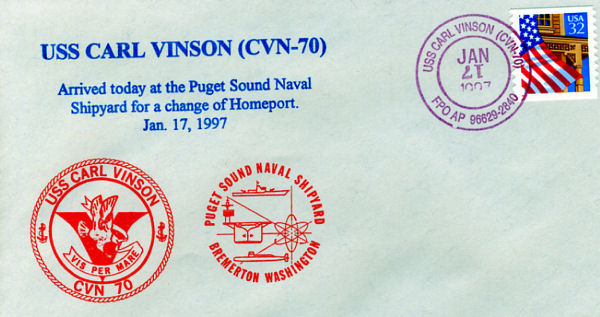 USS CARL VINSON (CVN-70)
Arrived today at the Puget Sound Naval
Shipyard for a change of Homeport.
Jan. 17, 1997
USS CARL VINSON (CVN-70)
JAN
1997
FPO AP 96629-2840
USA
32
USS CARL VINSON
VIS PER MARE
CVN 70
PUGET SOUND NAVAL SHIPYARD
BREMERTON WASHINGTON